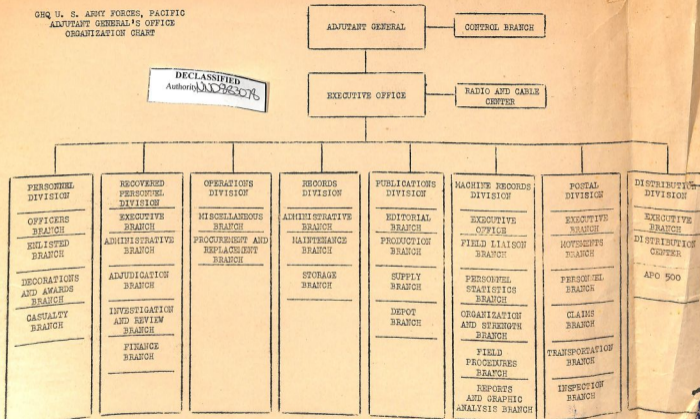 GHQ U. S. ARMY FORCES, PACIFIC
ADJUTANT GENERAL'S OFFICE
ORGANIZATION CHART
ADJUTANT GENERAL
CONTROL BRANCH
DECLASSIFIED
Authority NND883078
EXECUTIVE OFFICE
RADIO AND CABLE
CENTER
PERSONNEL
DIVISION
OFFICERS
BRANCH
ENLISTED
BRANCH
DECORATIONS
AND AWARDS
BRANCH
CASUALTY
BRANCH
RECOVERED
PERSONNEL
DIVISION
EXECUTIVE
BRANCH
ADMINISTRATIVE
BRANCH
ADJUDICATION
BRANCH
INVESTIGATION
AND REVIEW
BRANCH
FINANCE
BRANCH
OPERATIONS
DIVISION
MISCELLANEOUS
BRANCH
PROCUREMENT AND
REPLACEMENT
BRANCH
RECORDS
DIVISION
ADMINISTRATIVE
BRANCH
MAINTENANCE
BRANCH
STORAGE
BRANCH
PUBLICATIONS
DIVISION
EDITORIAL
BRANCH
PRODUCTION
BRANCH
SUPPLY
BRANCH
DEPOT
BRANCH
MACHINE RECORDS
DIVISION
EXECUTIVE
OFFICE
FIELD LIAISON
BRANCH
PERSONNEL
STATISTICS
BRANCH
ORGANIZATION
AND STRENGTH
BRANCH
FIELD
PROCEDURES
BRANCH
REPORTS
AND GRAPHIC
ANALYSIS BRANCH
POSTAL
DIVISION
EXECUTIVE
BRANCH
MOVEMENTS
BRANCH
PERSONNEL
BRANCH
CLAIMS
BRANCH
TRANSPORTATION
BRANCH
INSPECTION
BRANCH
DISTRIBUTION
DIVISION
EXECUTIVE
BRANCH
DISTRIBUTION
CENTER
APO 500